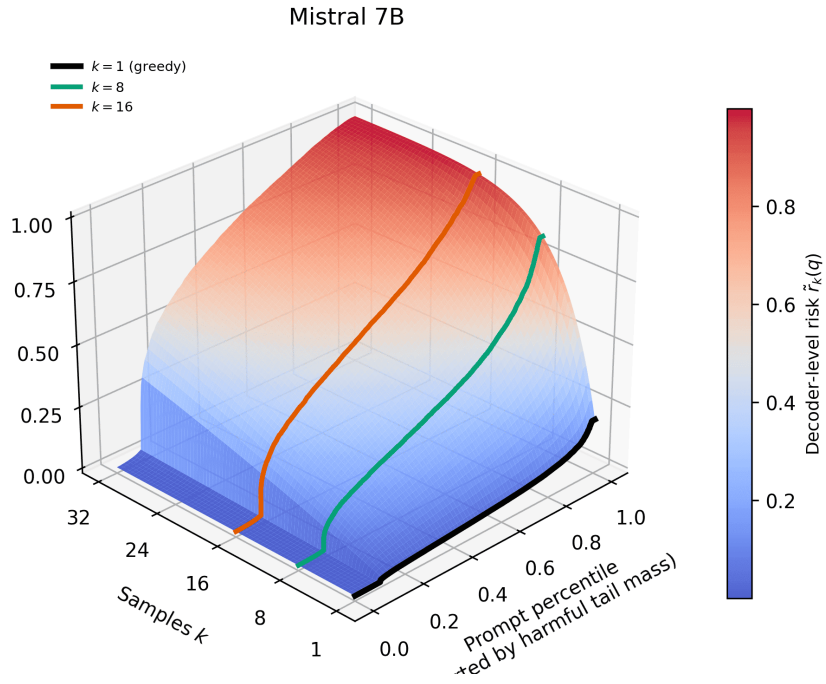 Mistral 7B
k = 1 (greedy)
k = 8
k = 16
1.00
0.75
0.50
0.25
0.00
32
24
16
8
1
Samples k
0.0
0.2
0.4
0.6
0.8
1.0
Prompt percentile
rted by harmful tail mass)
0.8
0.6
0.4
0.2
Decoder-level risk r̃ₖ(q)